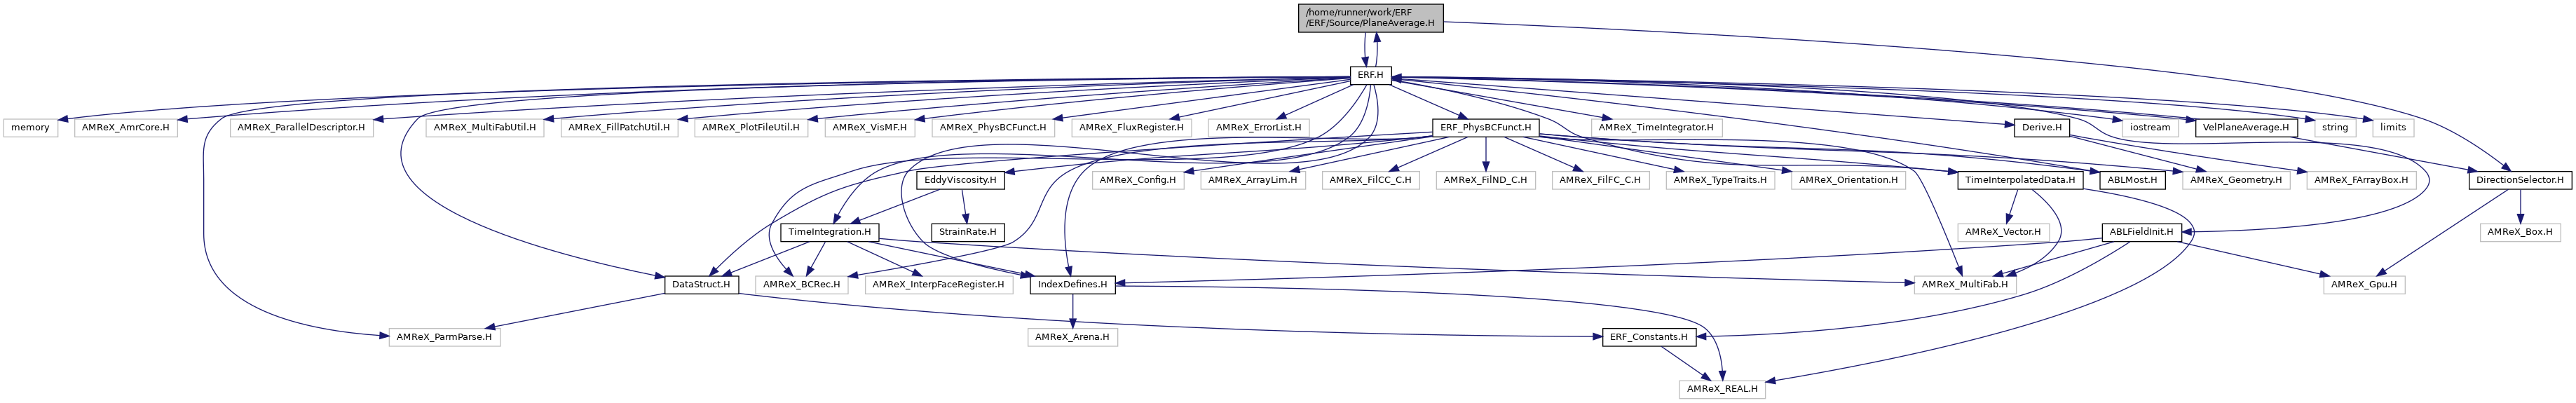 /home/runner/work/ERF
/ERF/Source/PlaneAverage.H
ERF.H
memory
AMReX_AmrCore.H
AMReX_ParallelDescriptor.H
AMReX_MultiFabUtil.H
AMReX_FillPatchUtil.H
AMReX_PlotFileUtil.H
AMReX_VisMF.H
AMReX_PhysBCFunct.H
AMReX_FluxRegister.H
AMReX_ErrorList.H
ERF_PhysBCFunct.H
AMReX_TimeIntegrator.H
Derive.H
iostream
VelPlaneAverage.H
string
limits
EddyViscosity.H
AMReX_Config.H
AMReX_ArrayLim.H
AMReX_FilCC_C.H
AMReX_FilND_C.H
AMReX_FilFC_C.H
AMReX_TypeTraits.H
AMReX_Orientation.H
TimeInterpolatedData.H
ABLMost.H
AMReX_Geometry.H
AMReX_FArrayBox.H
DirectionSelector.H
TimeIntegration.H
StrainRate.H
AMReX_Vector.H
ABLFieldInit.H
AMReX_Box.H
DataStruct.H
AMReX_BCRec.H
AMReX_InterpFaceRegister.H
IndexDefines.H
AMReX_MultiFab.H
AMReX_Gpu.H
AMReX_ParmParse.H
AMReX_Arena.H
ERF_Constants.H
AMReX_REAL.H